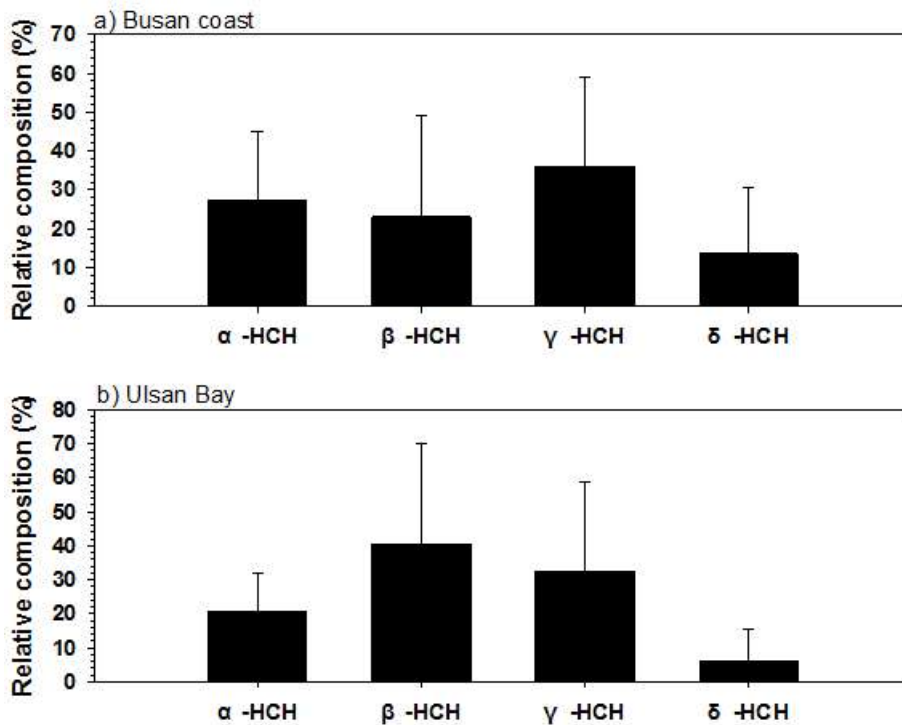 a) Busan coast
Relative composition (%)
70
60
50
40
30
20
10
0
α -HCH β -HCH γ -HCH δ -HCH
b) Ulsan Bay
Relative composition (%)
80
70
60
50
40
30
20
10
0
α -HCH β -HCH γ -HCH δ -HCH